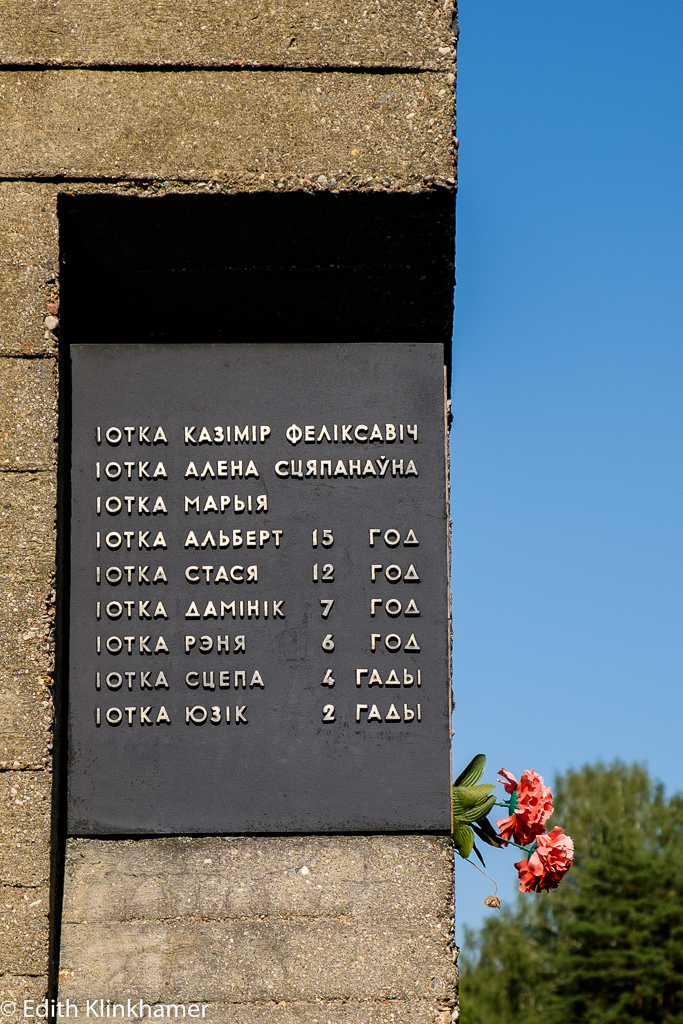 ІОТКА КАЗІМІР ФЕЛІКСАВІЧ
ІОТКА АЛЕНА СЦЯПАНАЎНА
ІОТКА МАРЫЯ
ІОТКА АЛЬБЕРТ 15 ГОД
ІОТКА СТАСЯ 12 ГОД
ІОТКА ДАМІНІК 7 ГОД
ІОТКА РЭНЯ 6 ГОД
ІОТКА СЦЕПА 4 ГАДЫ
ІОТКА ЮЗІК 2 ГАДЫ
© Edith Klinkhamer